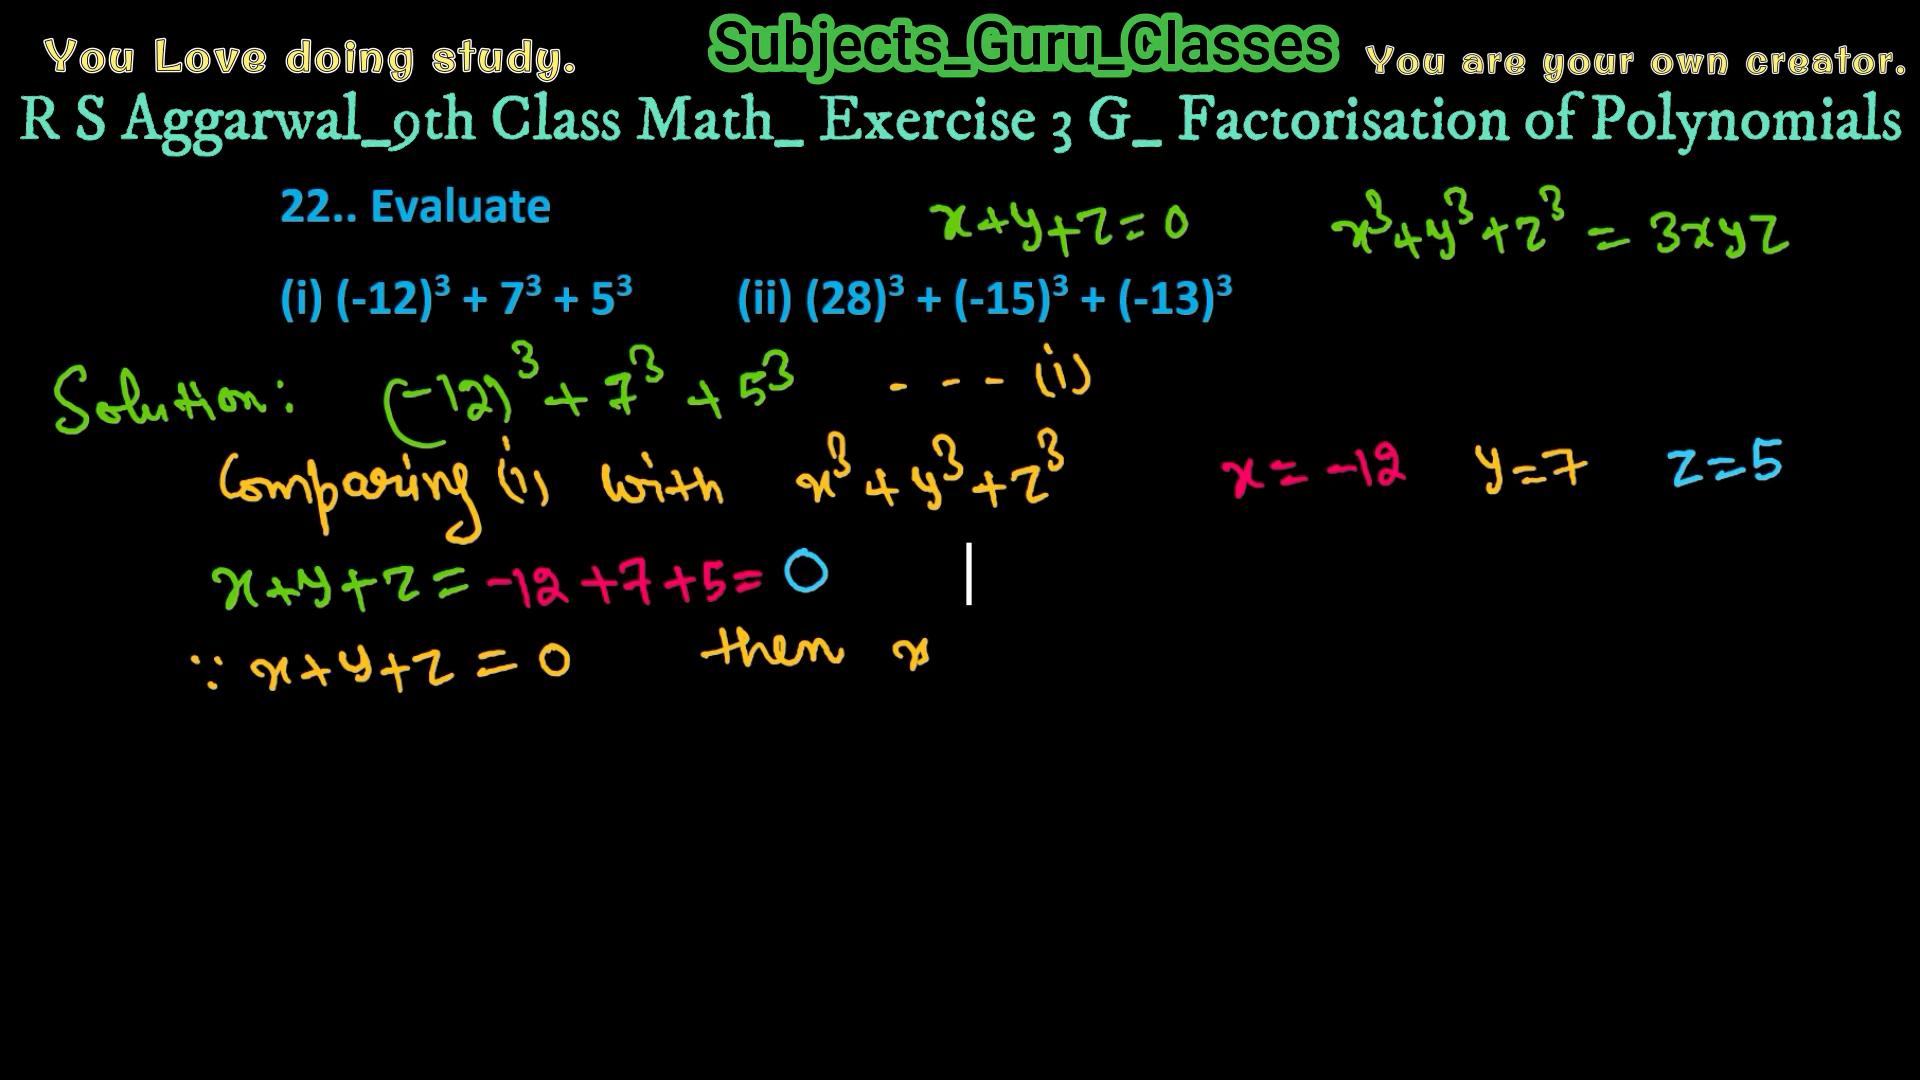 You Love doing study. Subjects_Guru_Classes You are your own creator.
R S Aggarwal_9th Class Math_ Exercise 3 G_ Factorisation of Polynomials
22.. Evaluate x+y+z=0 x³+y³+z³ = 3xyz
(i) (-12)³ + 7³ + 5³ (ii) (28)³ + (-15)³ + (-13)³
Solution: (-12)³ + 7³ + 5³ - - - (i)
Comparing (i) with x³+y³+z³ x=-12 y=7 z=5
x+y+z = -12+7+5= 0
∵ x+y+z = 0 then x